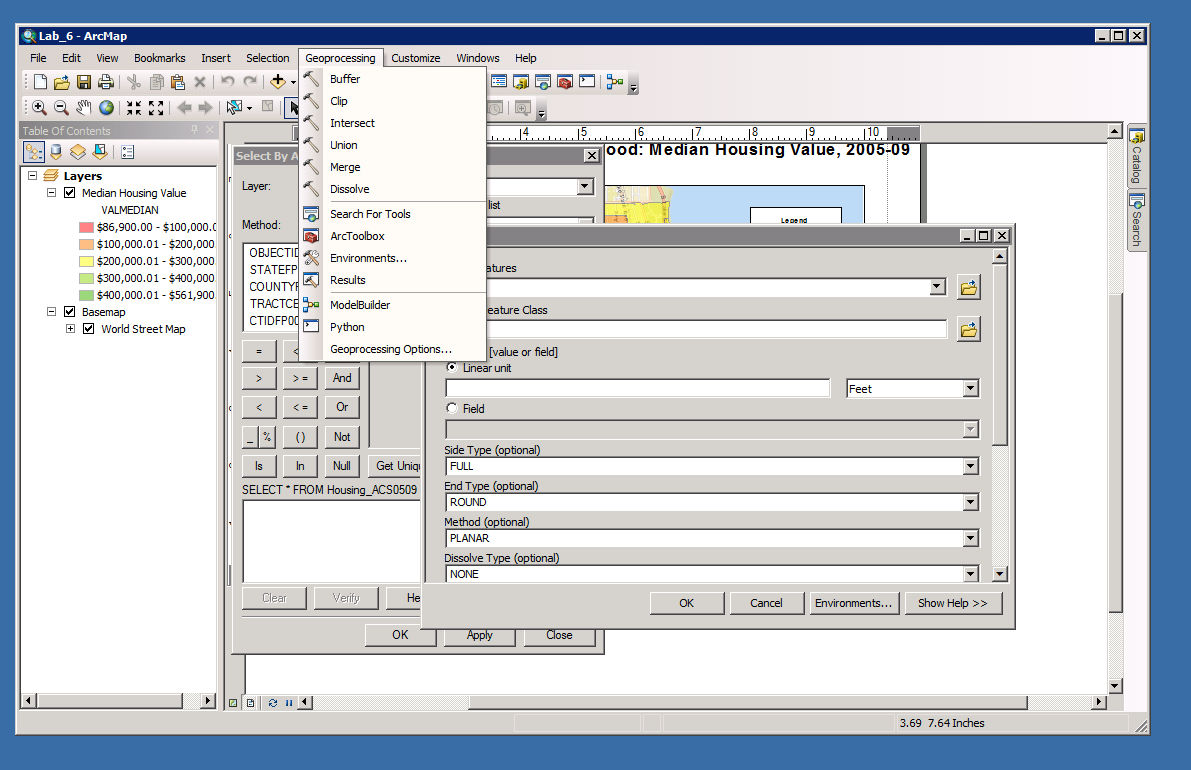 Lab_6 - ArcMap
File Edit View Bookmarks Insert Selection Geoprocessing Customize Windows Help
Buffer
Clip
Intersect
Union
Merge
Dissolve
Search For Tools
ArcToolbox
Environments...
Results
ModelBuilder
Python
Geoprocessing Options...
Table Of Contents
Layers
Median Housing Value
VALMEDIAN
$86,900.00 - $100,000.0
$100,000.01 - $200,000
$200,000.01 - $300,000
$300,000.01 - $400,000
$400,000.01 - $561,900
Basemap
World Street Map
4 5 6 7 8 9 10
ood: Median Housing Value, 2005-09
Legend
Catalog
Search
Select By A
Layer:
list
Method:
OBJECTID
STATEFP
COUNTYF
TRACTCE
CTIDFP00
= <
> > = And
< < = Or
_ % ( ) Not
Is In Null Get Uniqu
SELECT * FROM Housing_ACS0509
Clear Verify He
OK Apply Close
eatures
eature Class
[value or field]
Linear unit
Feet
Field
Side Type (optional)
FULL
End Type (optional)
ROUND
Method (optional)
PLANAR
Dissolve Type (optional)
NONE
OK Cancel Environments... Show Help >>
3.69 7.64 Inches